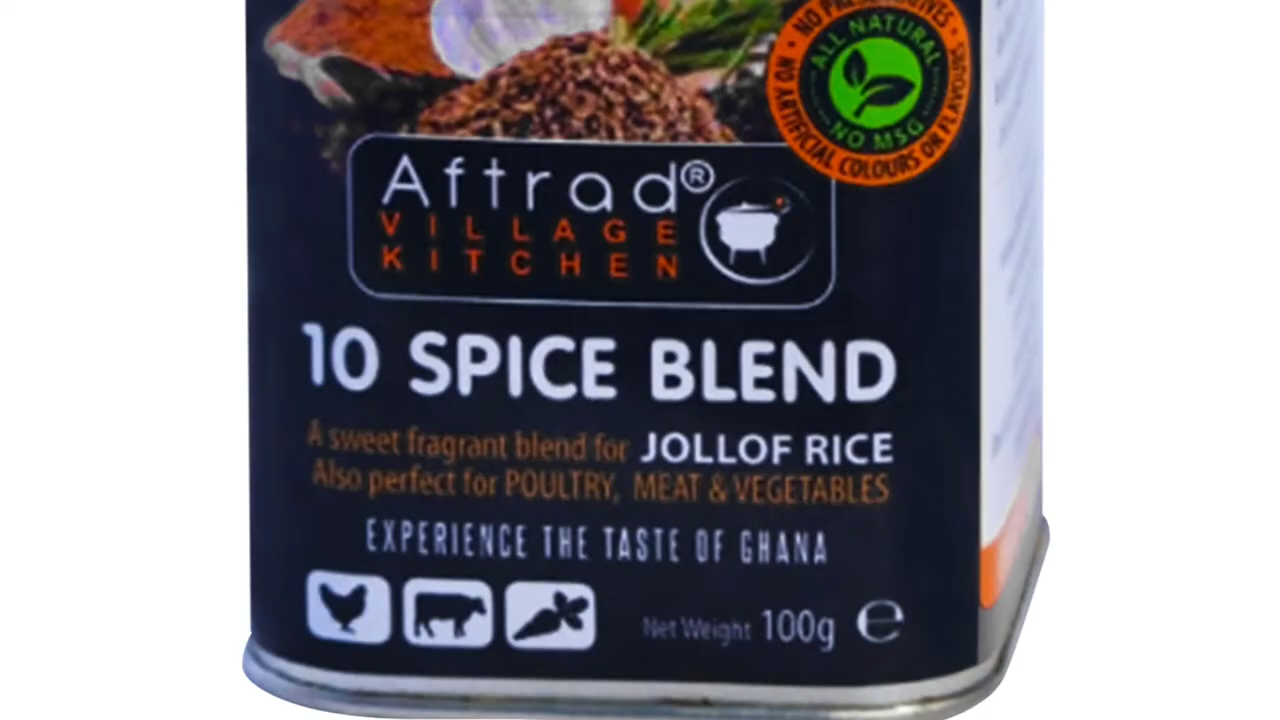 NO PRESERVATIVES • NO ARTIFICIAL COLOURS OR FLAVOURS •
ALL NATURAL
NO MSG
Aftrad®
VILLAGE
KITCHEN
10 SPICE BLEND
A sweet fragrant blend for JOLLOF RICE
Also perfect for POULTRY, MEAT & VEGETABLES
EXPERIENCE THE TASTE OF GHANA
Net Weight 100g ℮